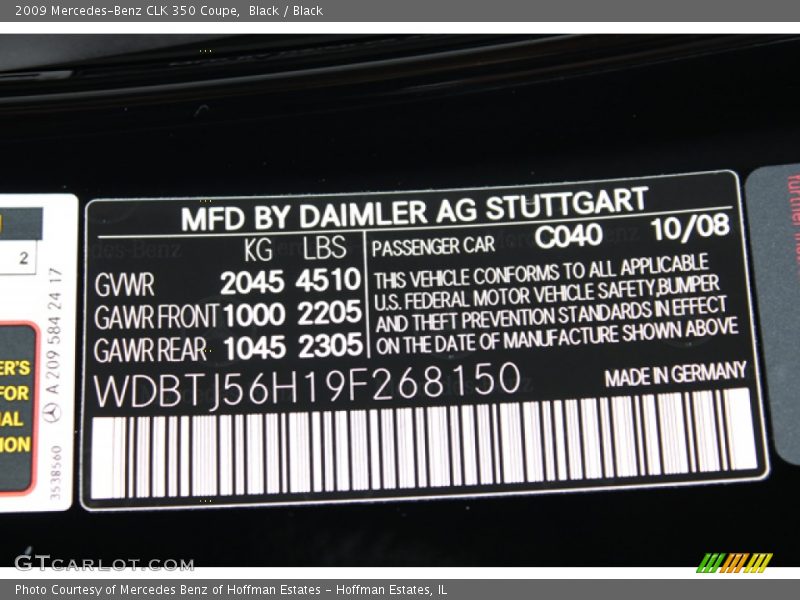 2009 Mercedes-Benz CLK 350 Coupe, Black / Black
MFD BY DAIMLER AG STUTTGART
KG LBS
GVWR 2045 4510
GAWR FRONT 1000 2205
GAWR REAR 1045 2305
PASSENGER CAR C040 10/08
THIS VEHICLE CONFORMS TO ALL APPLICABLE
U.S. FEDERAL MOTOR VEHICLE SAFETY,BUMPER
AND THEFT PREVENTION STANDARDS IN EFFECT
ON THE DATE OF MANUFACTURE SHOWN ABOVE
WDBTJ56H19F268150
MADE IN GERMANY
2
A 209 584 24 17
3538560
GTCARLOT.COM
Photo Courtesy of Mercedes Benz of Hoffman Estates - Hoffman Estates, IL